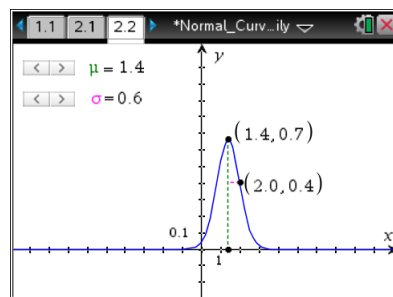 1.1 2.1 2.2 *Normal_Curv…ily
y
< > μ = 1.4
< > σ=0.6
(1.4, 0.7)
(2.0, 0.4)
0.1
x
1